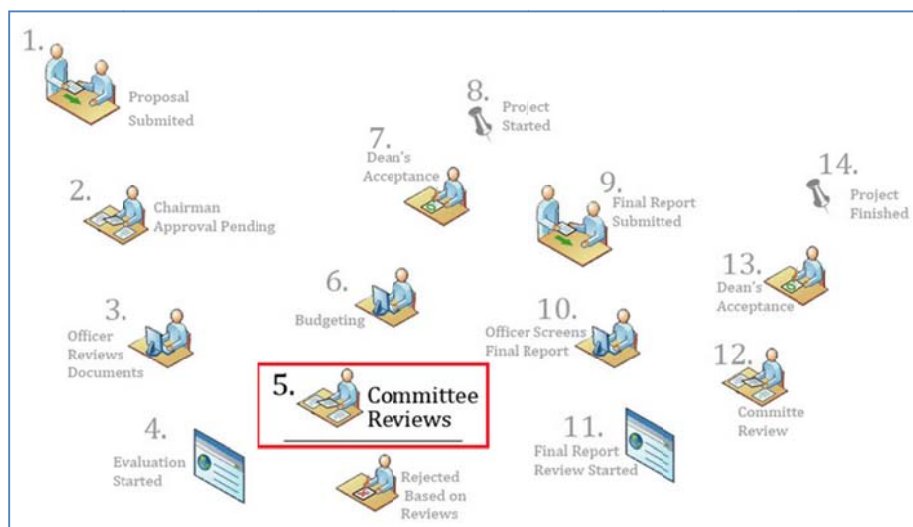 1.
Proposal
Submited
2.
Chairman
Approval Pending
3.
Officer
Reviews
Documents
4.
Evaluation
Started
5.
Committee
Reviews
Rejected
Based on
Reviews
6.
Budgeting
7.
Dean's
Acceptance
8.
Project
Started
9.
Final Report
Submitted
10.
Officer Screens
Final Report
11.
Final Report
Review Started
12.
Committe
Review
13.
Dean's
Acceptance
14.
Project
Finished